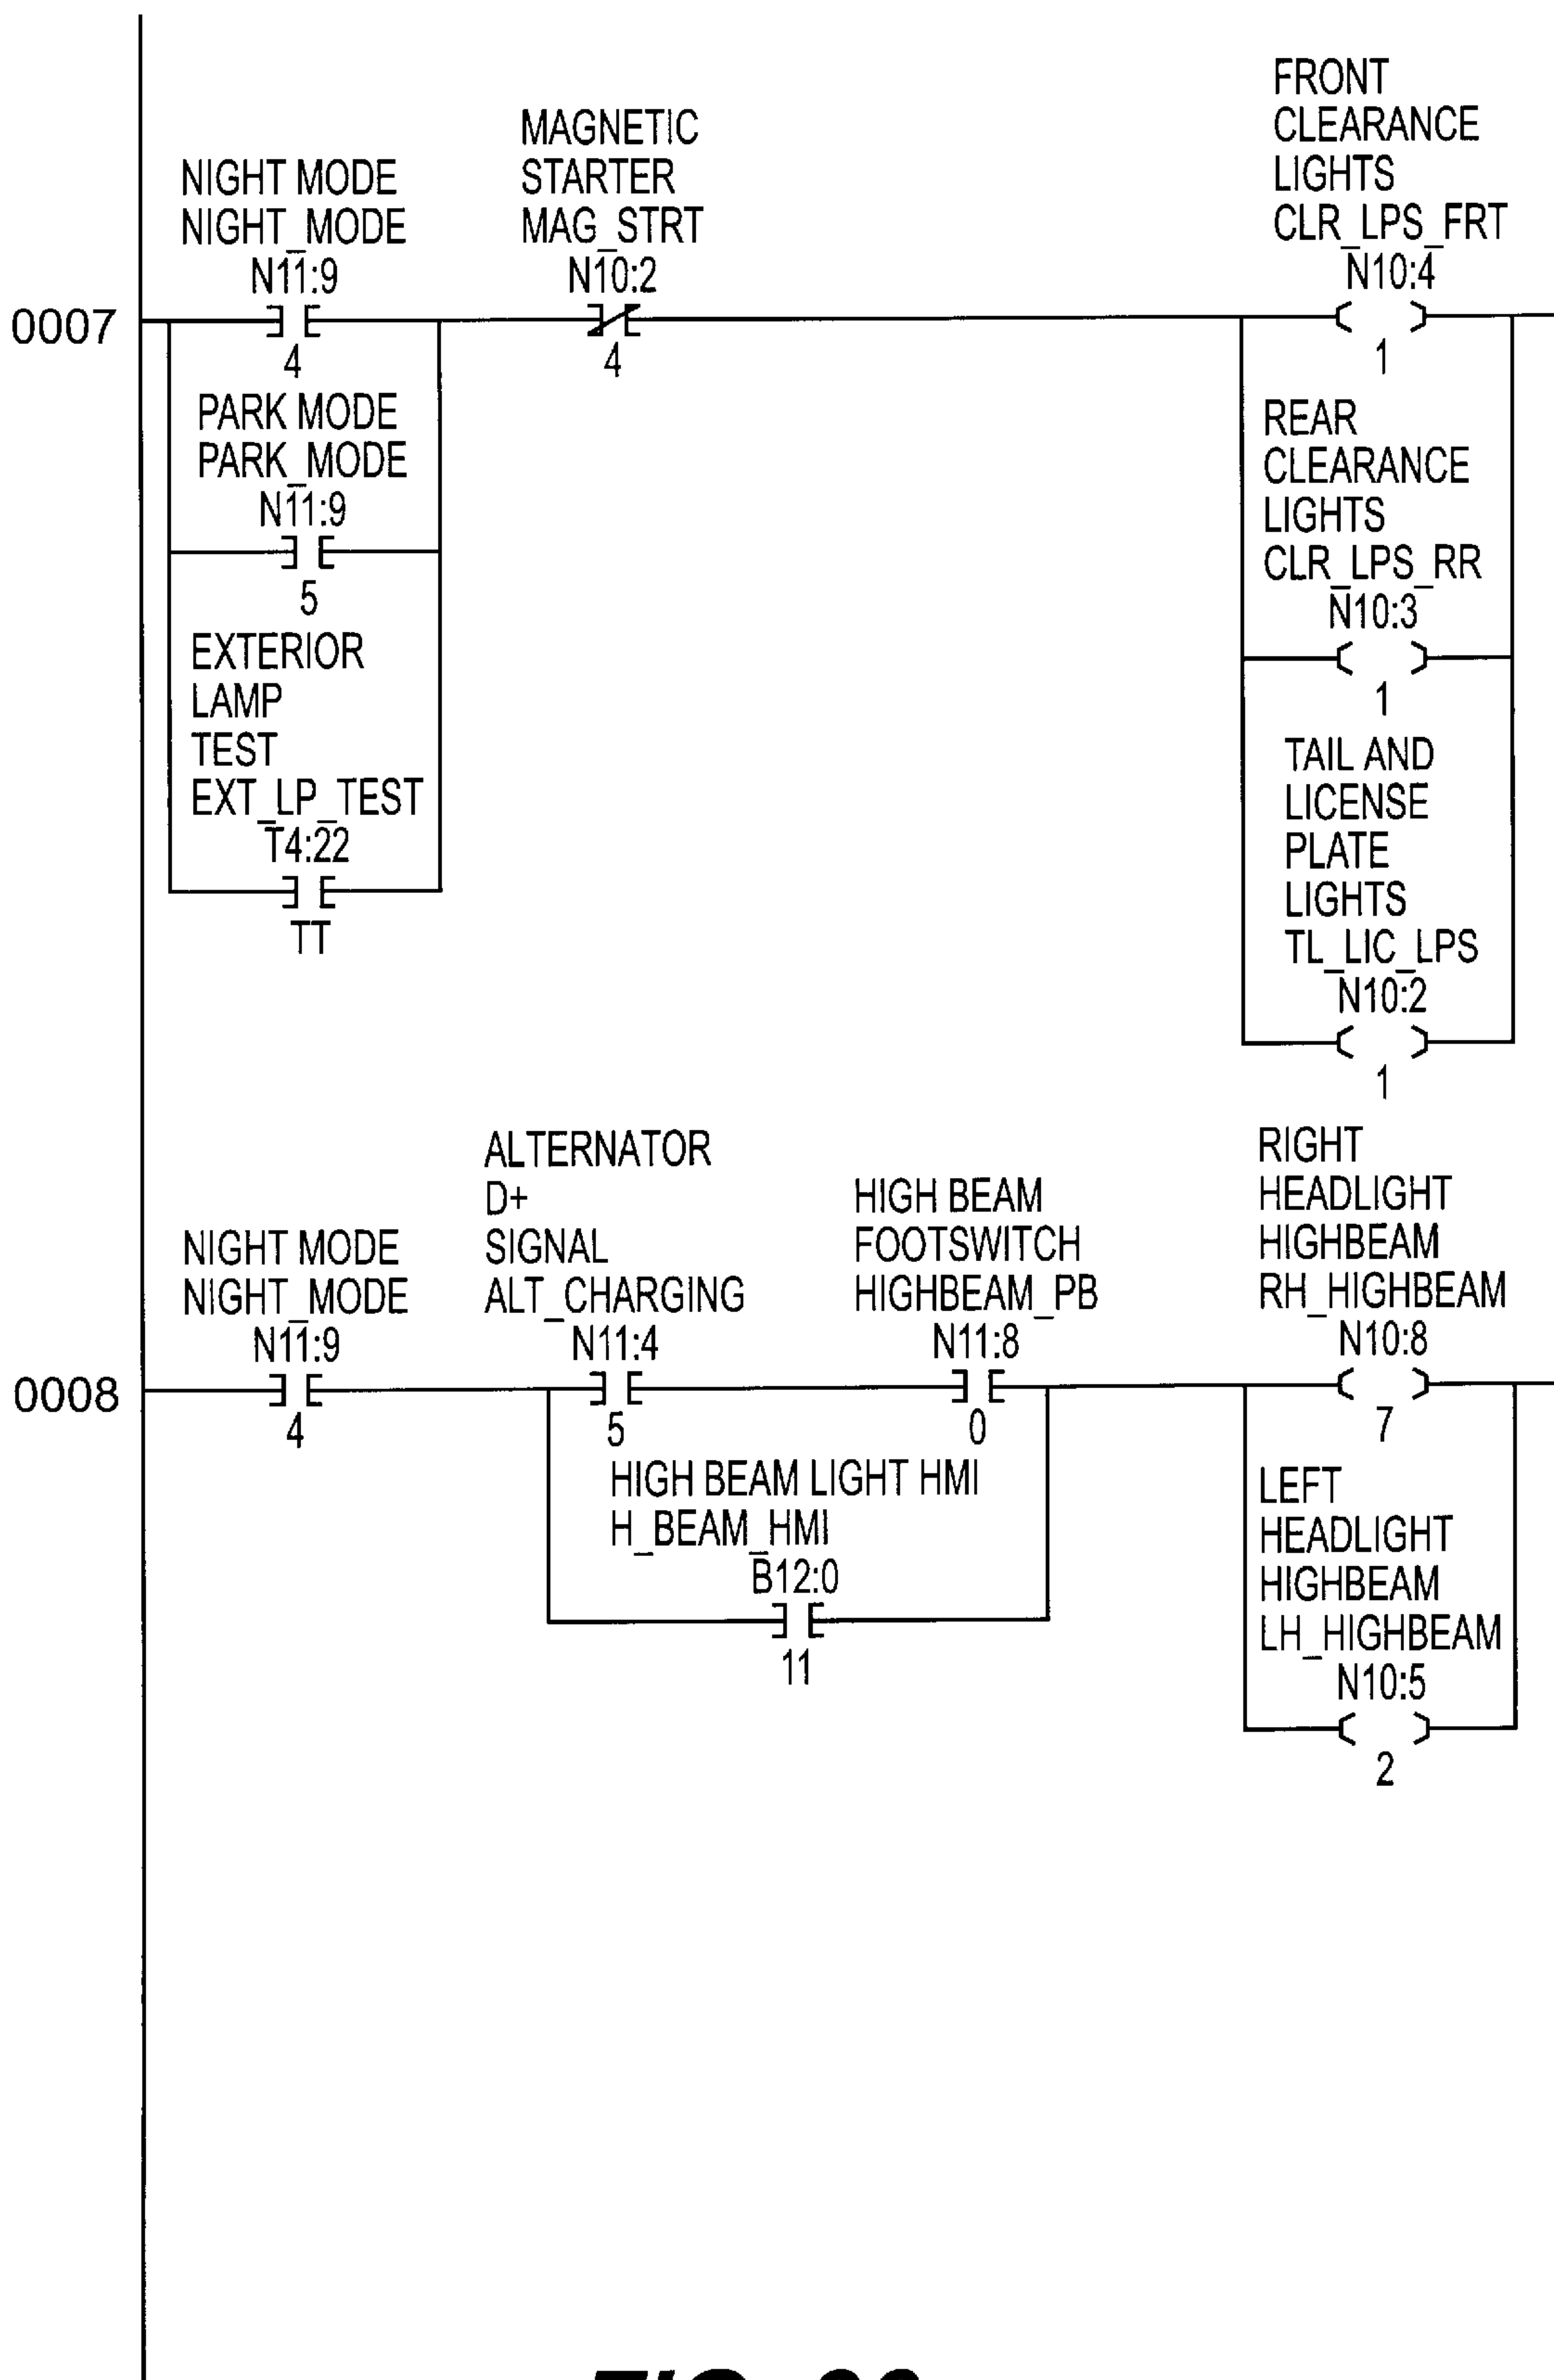 FRONT
CLEARANCE
LIGHTS
CLR_LPS_FRT
N10:4
1
MAGNETIC
STARTER
MAG_STRT
N10:2
4
NIGHT MODE
NIGHT_MODE
N11:9
4
0007
PARK MODE
PARK_MODE
N11:9
5
EXTERIOR
LAMP
TEST
EXT_LP_TEST
T4:22
TT
REAR
CLEARANCE
LIGHTS
CLR_LPS_RR
N10:3
1
TAIL AND
LICENSE
PLATE
LIGHTS
TL_LIC_LPS
N10:2
1
0008
NIGHT MODE
NIGHT_MODE
N11:9
4
ALTERNATOR
D+
SIGNAL
ALT_CHARGING
N11:4
5
HIGH BEAM
FOOTSWITCH
HIGHBEAM_PB
N11:8
0
HIGH BEAM LIGHT HMI
H_BEAM_HMI
B12:0
11
RIGHT
HEADLIGHT
HIGHBEAM
RH_HIGHBEAM
N10:8
7
LEFT
HEADLIGHT
HIGHBEAM
LH_HIGHBEAM
N10:5
2